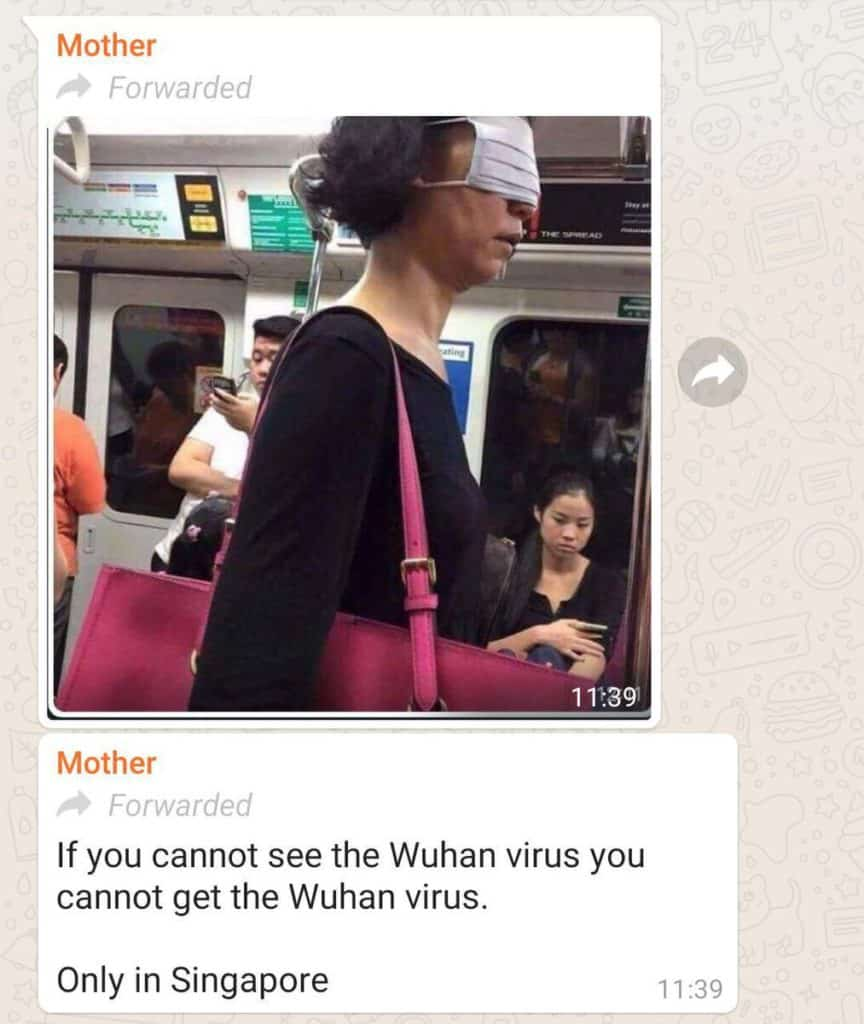 Mother
Forwarded
THE SPREAD
11:39
Mother
Forwarded
If you cannot see the Wuhan virus you
cannot get the Wuhan virus.
Only in Singapore
11:39